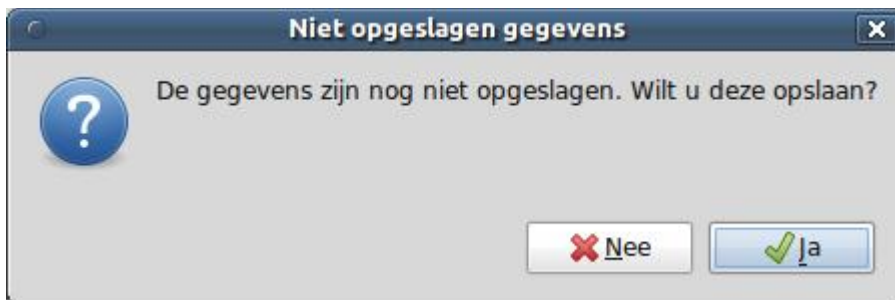 Niet opgeslagen gegevens
De gegevens zijn nog niet opgeslagen. Wilt u deze opslaan?
Nee
Ja